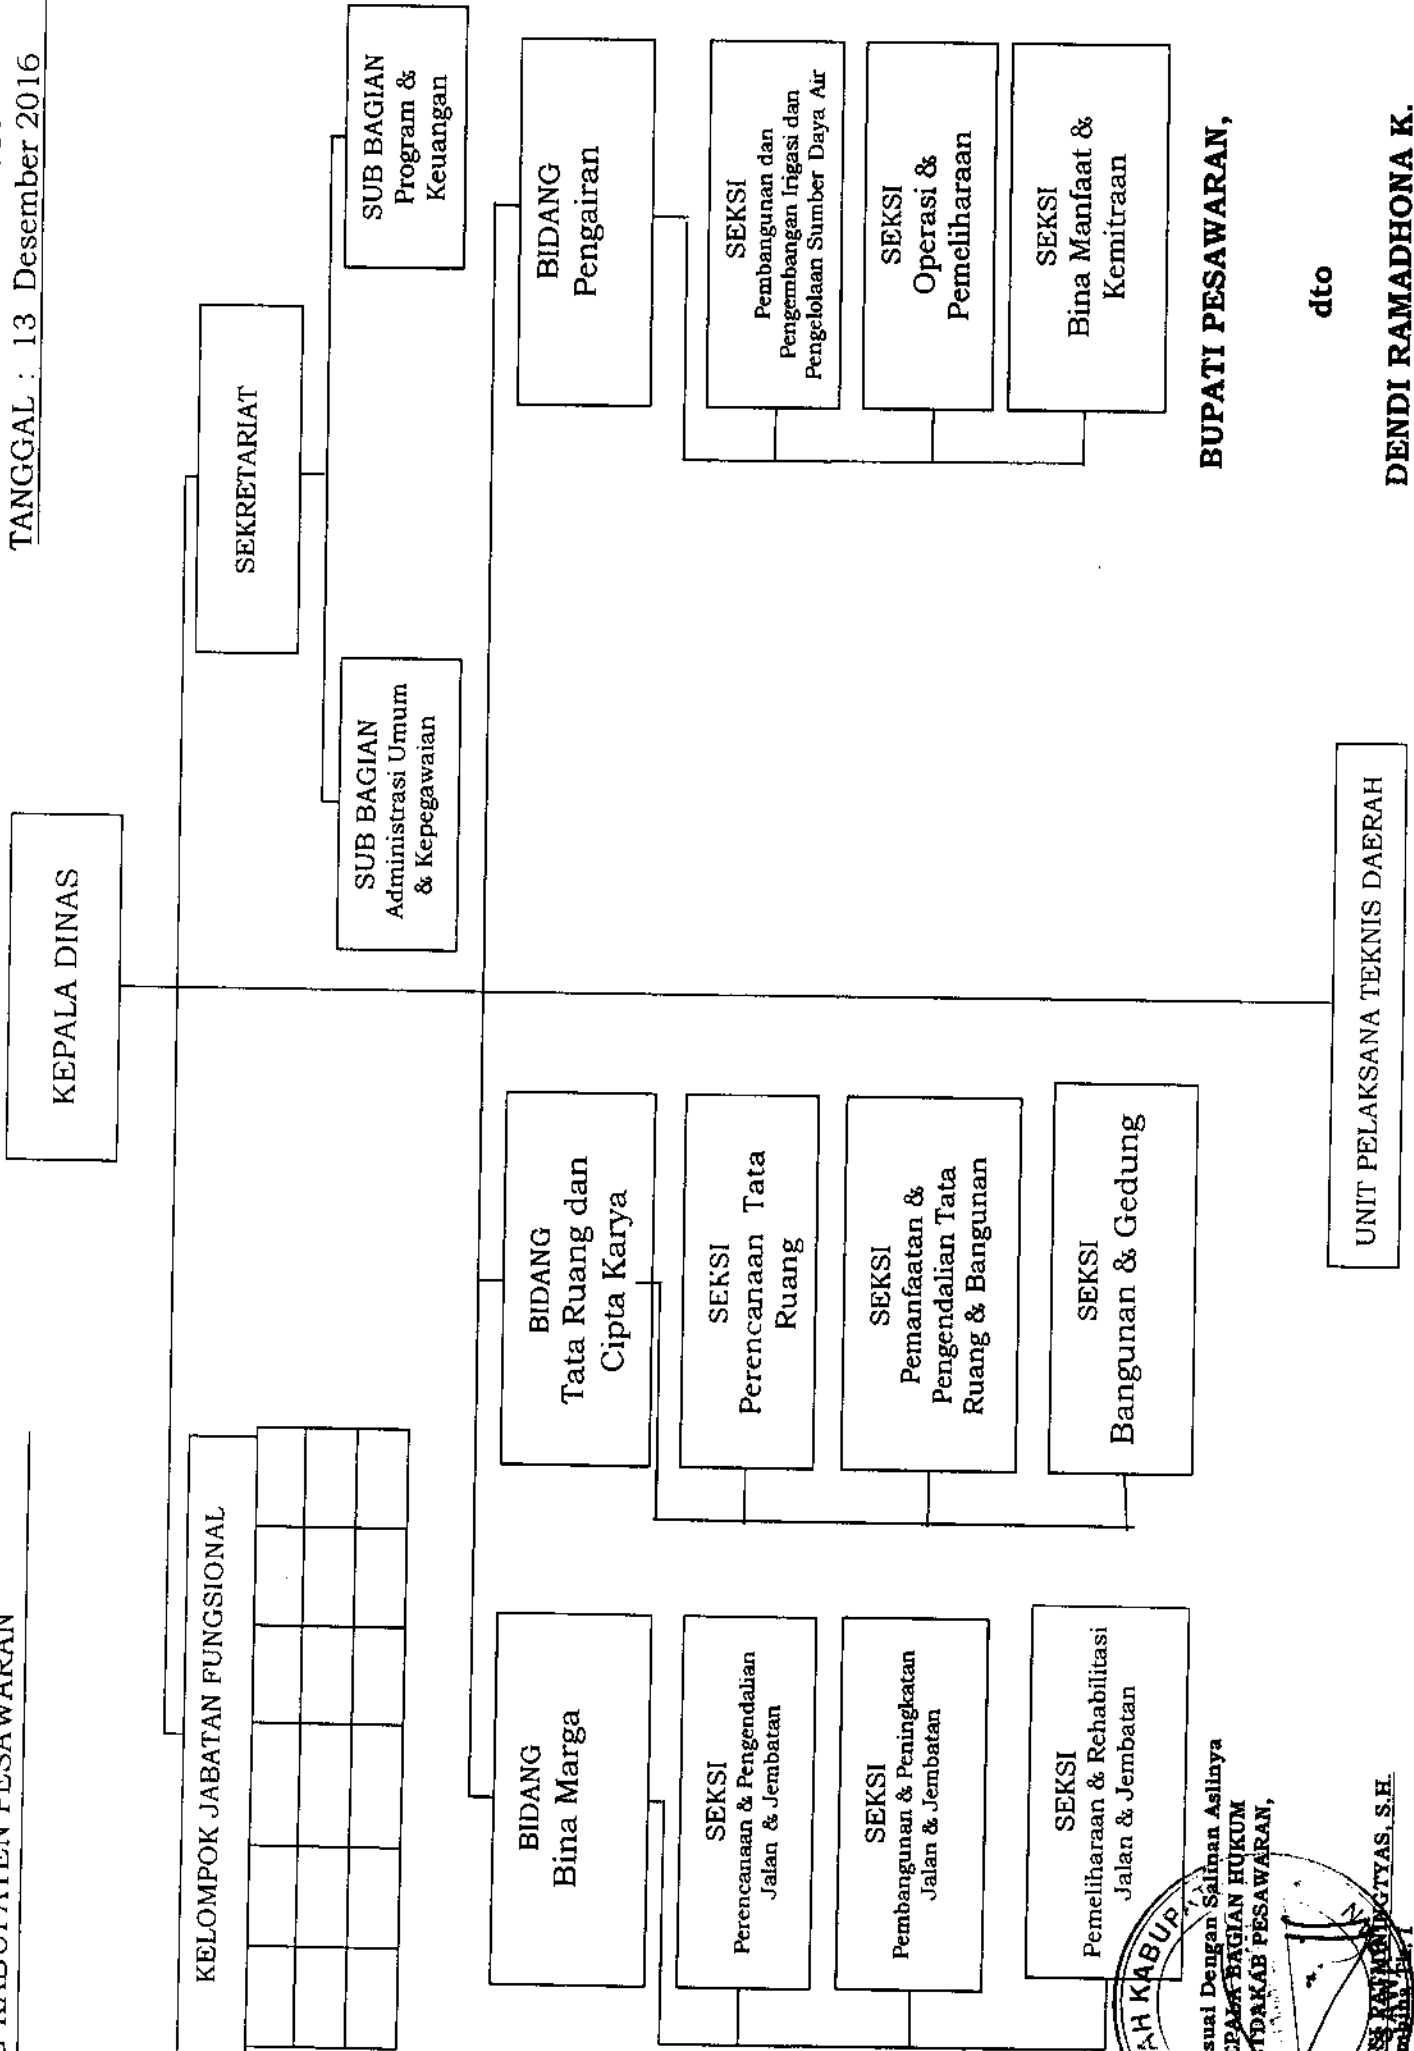 KABUPATEN PESAWARAN
TANGGAL : 13 Desember 2016
KEPALA DINAS
KELOMPOK JABATAN FUNGSIONAL
SEKRETARIAT
SUB BAGIAN
Administrasi Umum
& Kepegawaian
SUB BAGIAN
Program &
Keuangan
BIDANG
Bina Marga
BIDANG
Tata Ruang dan
Cipta Karya
BIDANG
Pengairan
SEKSI
Perencanaan & Pengendalian
Jalan & Jembatan
SEKSI
Perencanaan Tata
Ruang
SEKSI
Pembangunan dan
Pengembangan Irigasi dan
Pengelolaan Sumber Daya Air
SEKSI
Pembangunan & Peningkatan
Jalan & Jembatan
SEKSI
Pemanfaatan &
Pengendalian Tata
Ruang & Bangunan
SEKSI
Operasi &
Pemeliharaan
SEKSI
Pemeliharaan & Rehabilitasi
Jalan & Jembatan
SEKSI
Bangunan & Gedung
SEKSI
Bina Manfaat &
Kemitraan
UNIT PELAKSANA TEKNIS DAERAH
BUPATI PESAWARAN,
dto
DENDI RAMADHONA K.
Dengan Salinan Aslinya
BAGIAN HUKUM
PESAWARAN,
S.H.